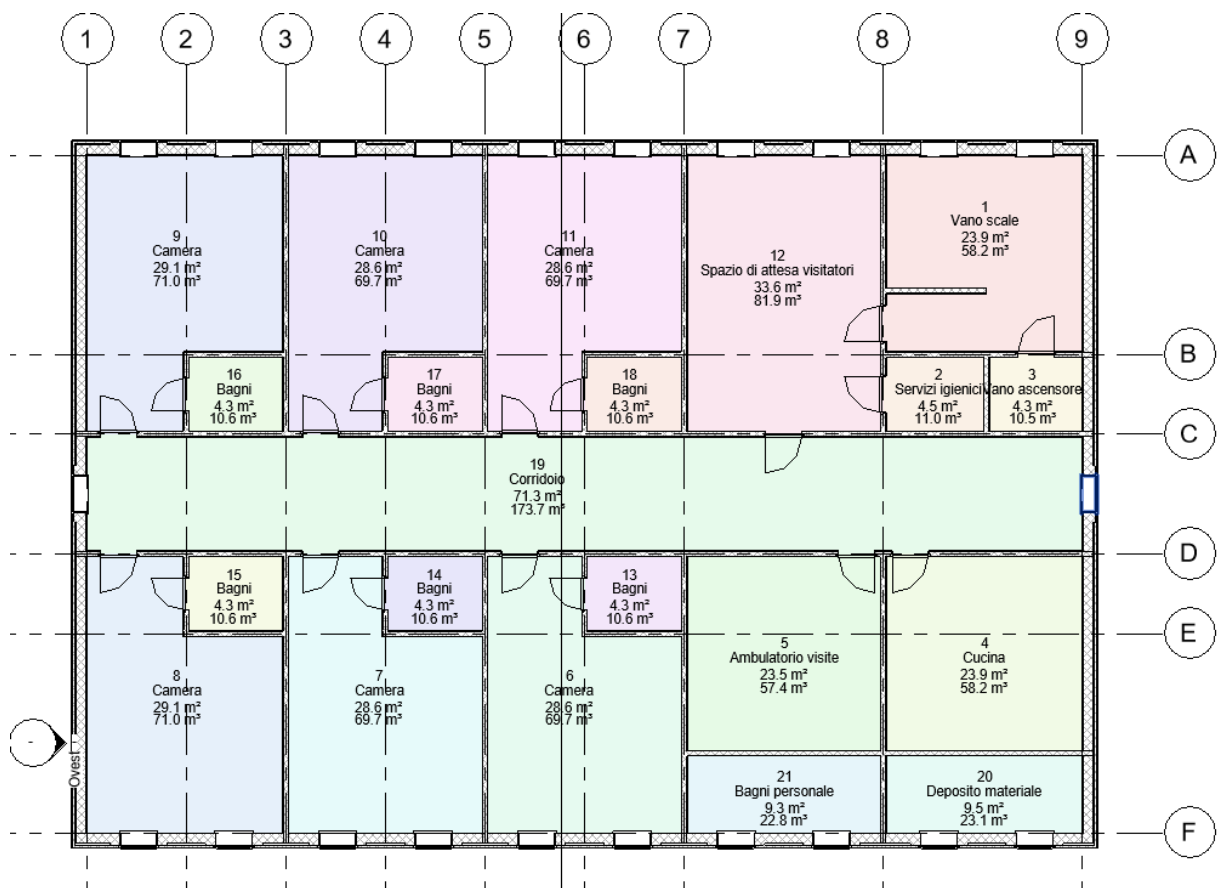 1
2
3
4
5
6
7
8
9
A
B
C
D
E
F
9
Camera
29.1 m²
71.0 m³
10
Camera
28.6 m²
69.7 m³
11
Camera
28.6 m²
69.7 m³
12
Spazio di attesa visitatori
33.6 m²
81.9 m³
1
Vano scale
23.9 m²
58.2 m³
16
Bagni
4.3 m²
10.6 m³
17
Bagni
4.3 m²
10.6 m³
18
Bagni
4.3 m²
10.6 m³
2
Servizi igienici
4.5 m²
11.0 m³
3
Vano ascensore
4.3 m²
10.5 m³
19
Corridoio
71.3 m²
173.7 m³
15
Bagni
4.3 m²
10.6 m³
14
Bagni
4.3 m²
10.6 m³
13
Bagni
4.3 m²
10.6 m³
8
Camera
29.1 m²
71.0 m³
7
Camera
28.6 m²
69.7 m³
6
Camera
28.6 m²
69.7 m³
5
Ambulatorio visite
23.5 m²
57.4 m³
4
Cucina
23.9 m²
58.2 m³
-
Ovest -
21
Bagni personale
9.3 m²
22.8 m³
20
Deposito materiale
9.5 m²
23.1 m³